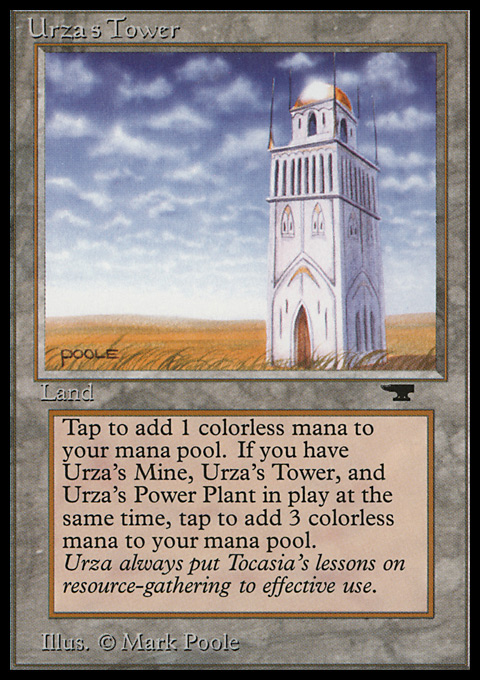 Urza's Tower
POOLE
Land
Tap to add 1 colorless mana to
your mana pool. If you have
Urza's Mine, Urza's Tower, and
Urza's Power Plant in play at the
same time, tap to add 3 colorless
mana to your mana pool.
Urza always put Tocasia's lessons on
resource-gathering to effective use.
Illus. © Mark Poole